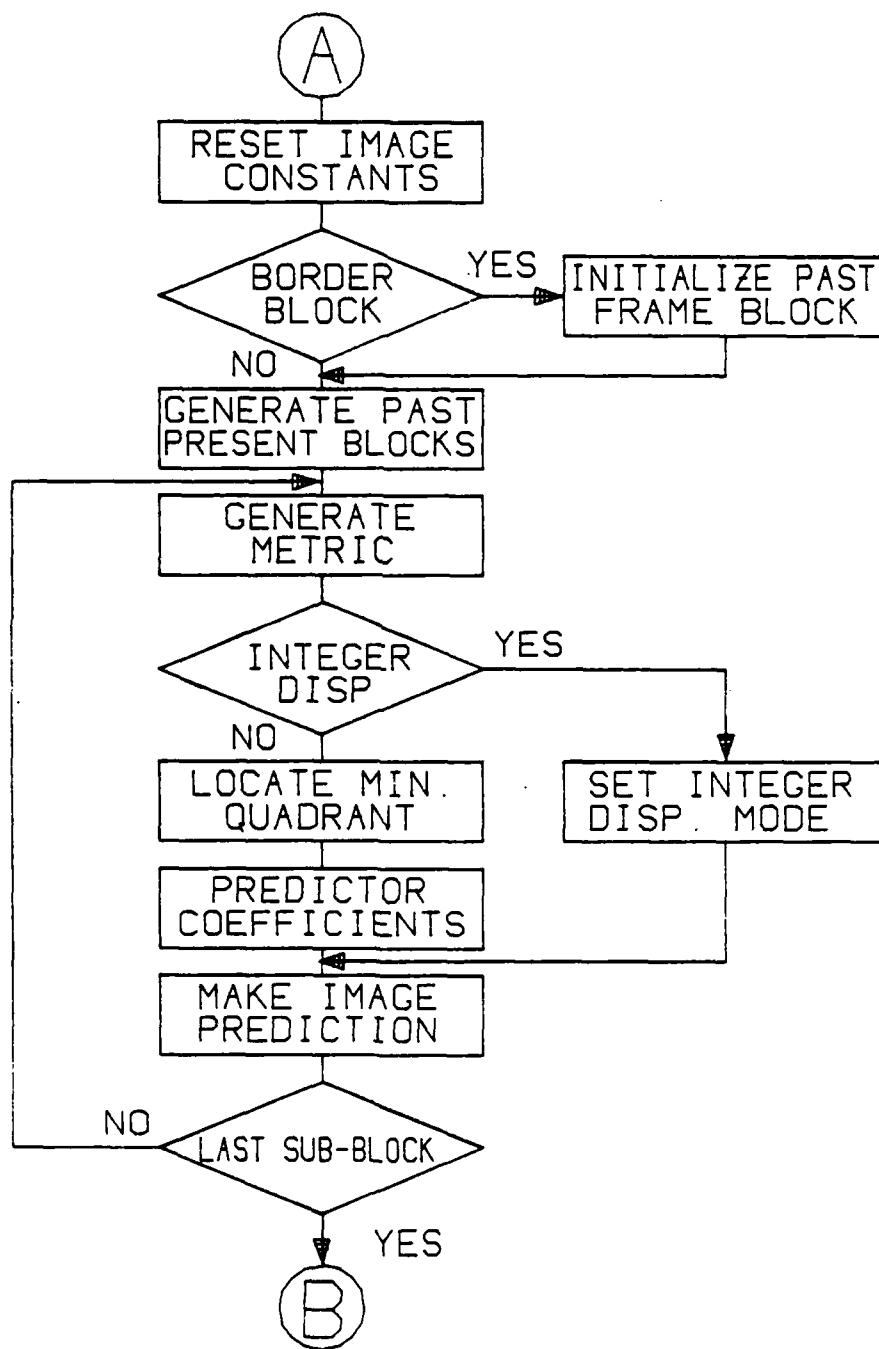 A
RESET IMAGE
CONSTANTS
BORDER
BLOCK
YES
INITIALIZE PAST
FRAME BLOCK
NO
GENERATE PAST
PRESENT BLOCKS
GENERATE
METRIC
INTEGER
DISP
YES
NO
LOCATE MIN.
QUADRANT
SET INTEGER
DISP. MODE
PREDICTOR
COEFFICIENTS
MAKE IMAGE
PREDICTION
NO
LAST SUB-BLOCK
YES
B